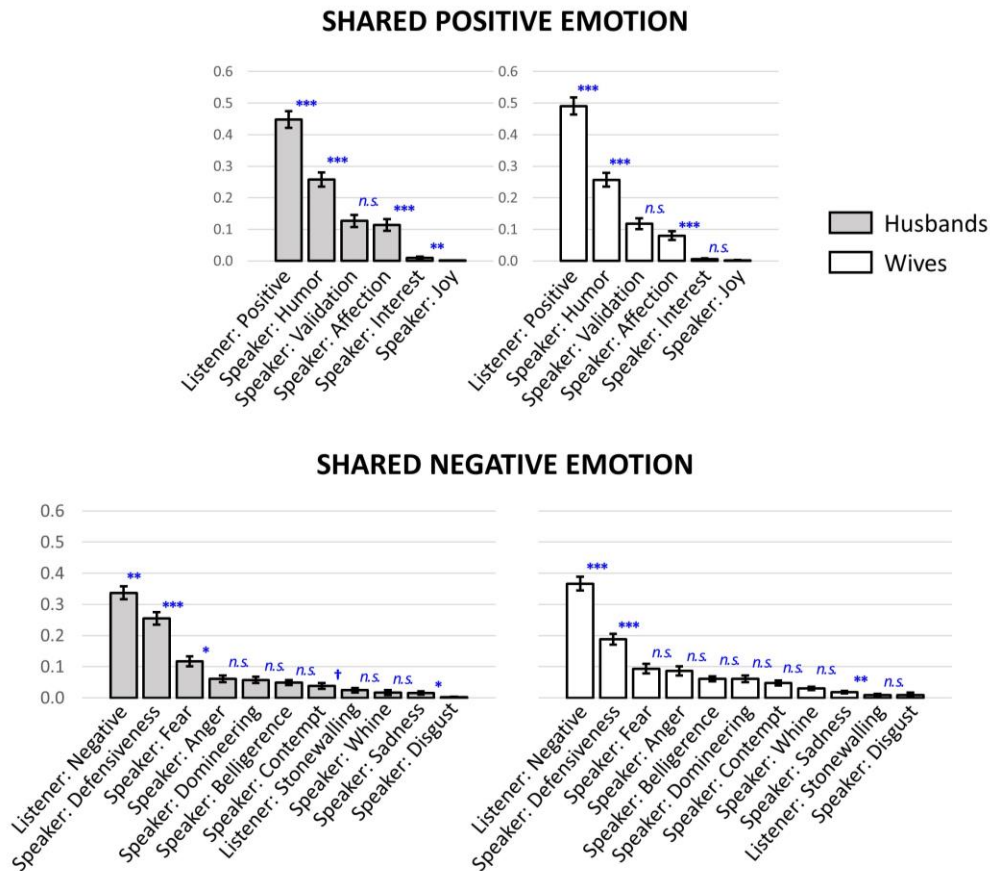 SHARED POSITIVE EMOTION
0.6
0.5
0.4
0.3
0.2
0.1
0.0
***
***
n.s.
***
**
Listener: Positive
Speaker: Humor
Speaker: Validation
Speaker: Affection
Speaker: Interest
Speaker: Joy
0.6
0.5
0.4
0.3
0.2
0.1
0.0
***
***
n.s.
***
n.s.
Listener: Positive
Speaker: Humor
Speaker: Validation
Speaker: Affection
Speaker: Interest
Speaker: Joy
Husbands
Wives
SHARED NEGATIVE EMOTION
0.6
0.5
0.4
0.3
0.2
0.1
0.0
**
***
*
n.s.
n.s.
n.s.
†
n.s.
n.s.
*
Listener: Negative
Speaker: Defensiveness
Speaker: Fear
Speaker: Anger
Speaker: Domineering
Speaker: Belligerence
Speaker: Contempt
Listener: Stonewalling
Speaker: Whine
Speaker: Sadness
Speaker: Disgust
***
***
n.s.
n.s.
n.s.
n.s.
n.s.
n.s.
**
n.s.
Listener: Negative
Speaker: Defensiveness
Speaker: Fear
Speaker: Anger
Speaker: Belligerence
Speaker: Domineering
Speaker: Contempt
Speaker: Whine
Speaker: Sadness
Listener: Stonewalling
Speaker: Disgust